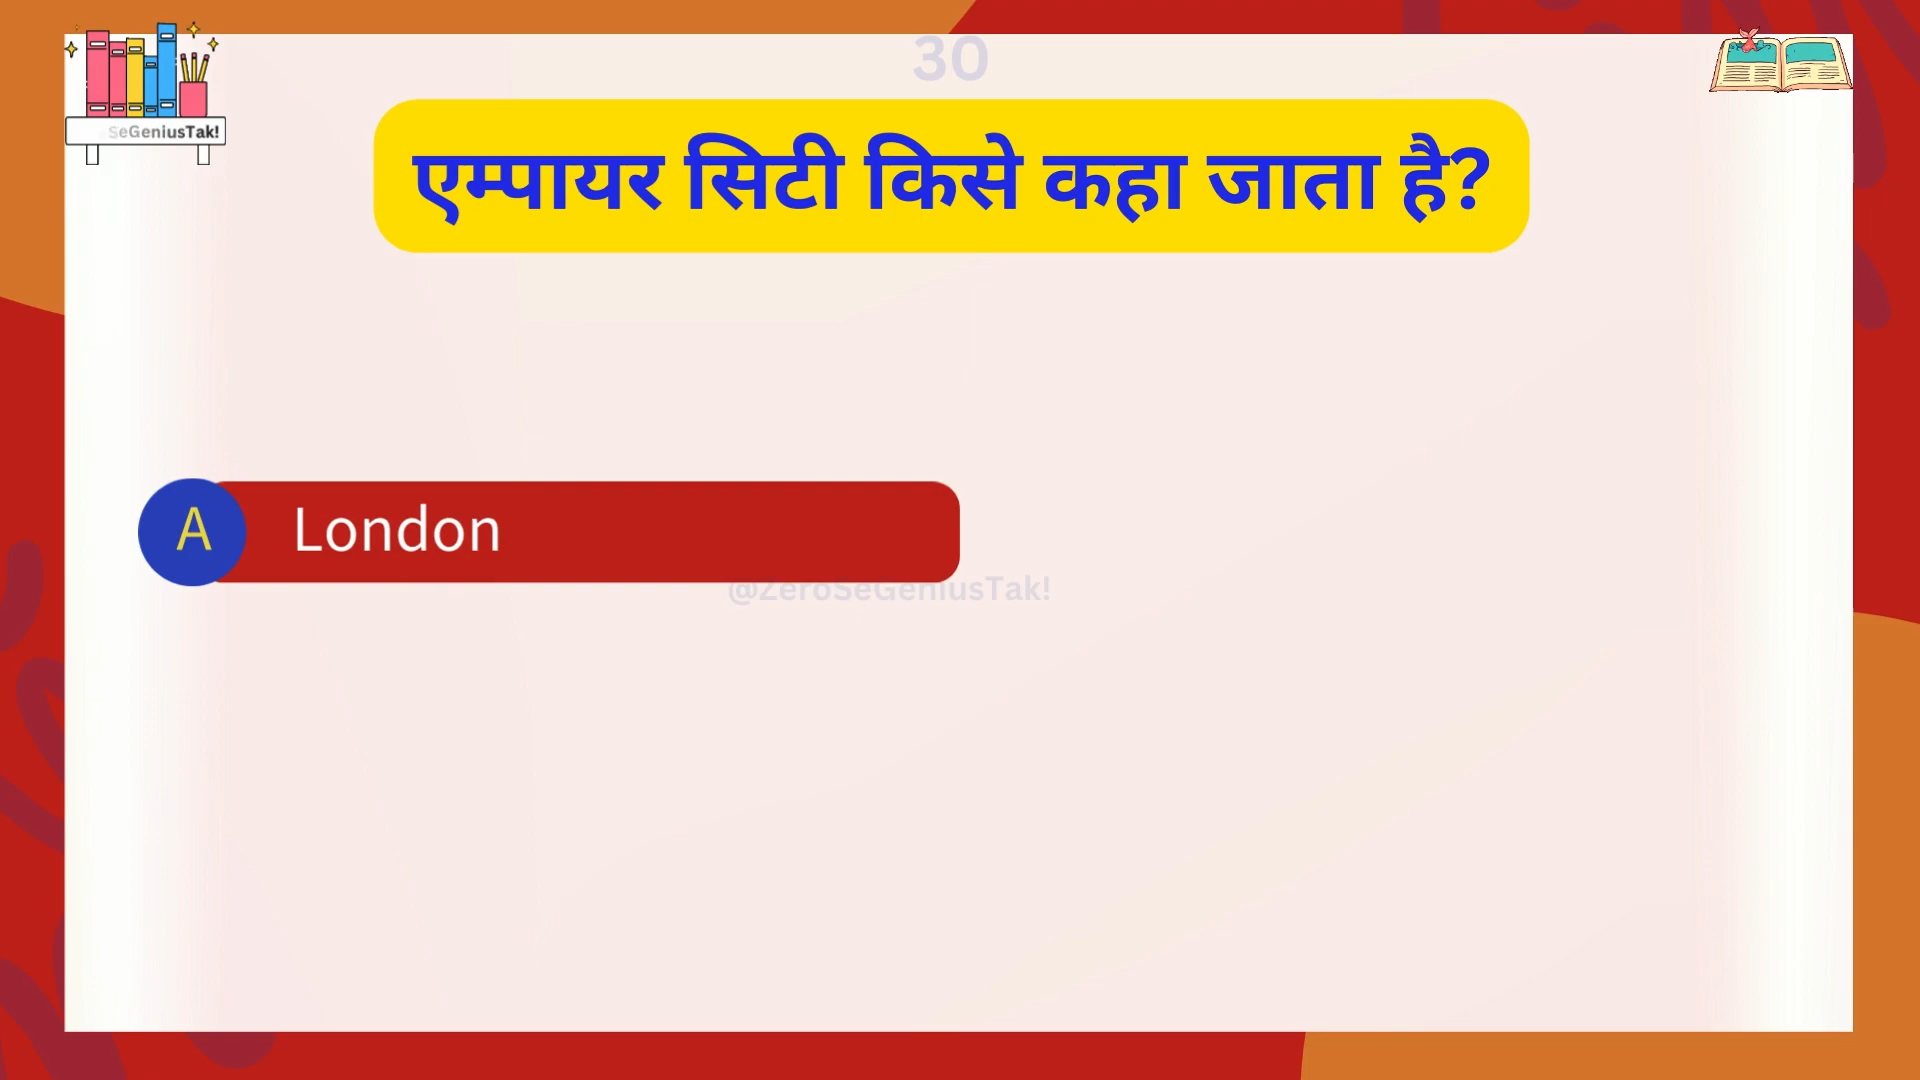 30
SeGeniusTak!
एम्पायर सिटी किसे कहा जाता है?
A London
@ZeroSeGeniusTak!